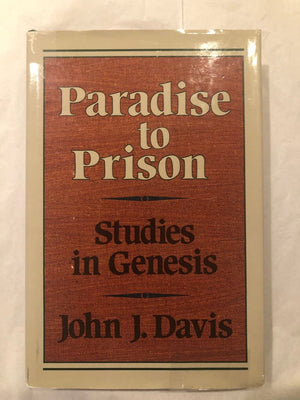 Paradise
to
Prison
Studies
in Genesis
John J. Davis